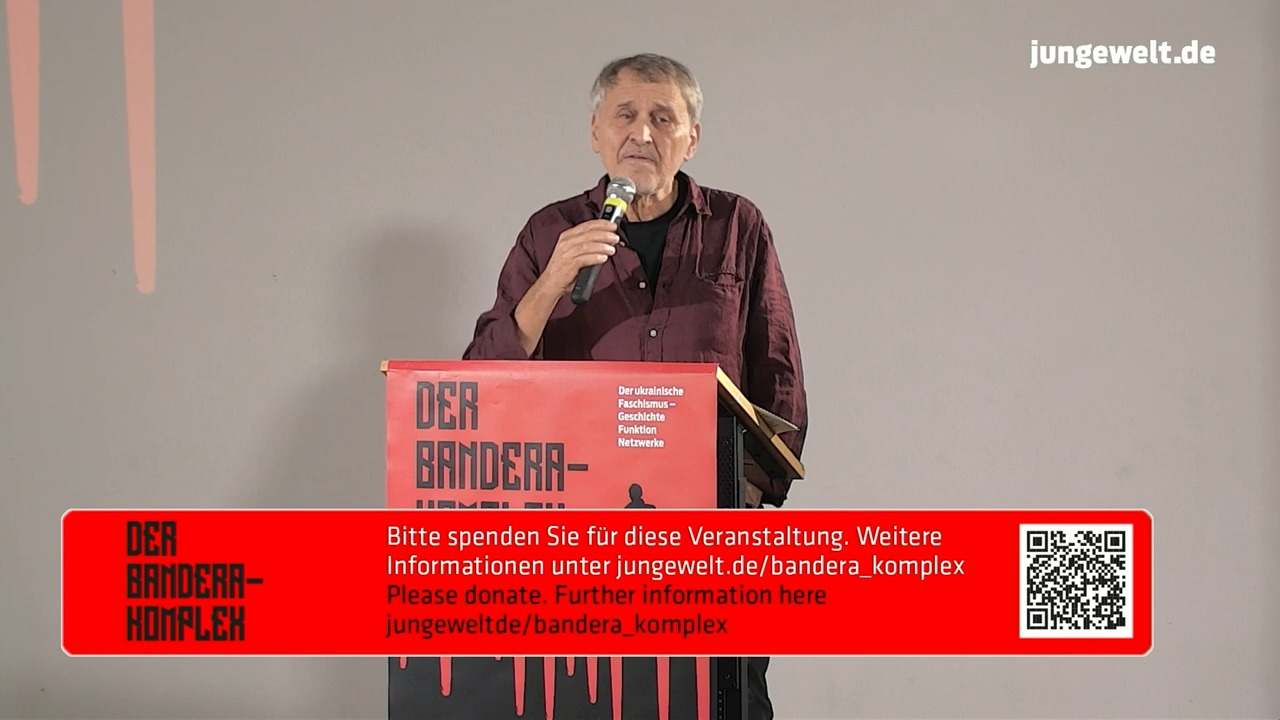 jungewelt.de
DER
BANDERA-
KOMPLEX
Der ukrainische
Faschismus —
Geschichte
Funktion
Netzwerke
DER
BANDERA-
KOMPLEX
Bitte spenden Sie für diese Veranstaltung. Weitere
Informationen unter jungewelt.de/bandera_komplex
Please donate. Further information here
jungeweltde/bandera_komplex